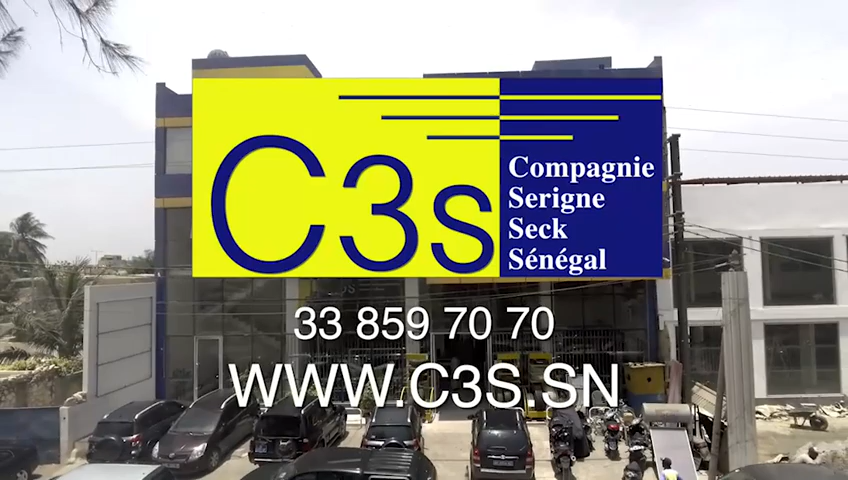 C3s
Compagnie
Serigne
Seck
Sénégal
33 859 70 70
WWW.C3S.SN